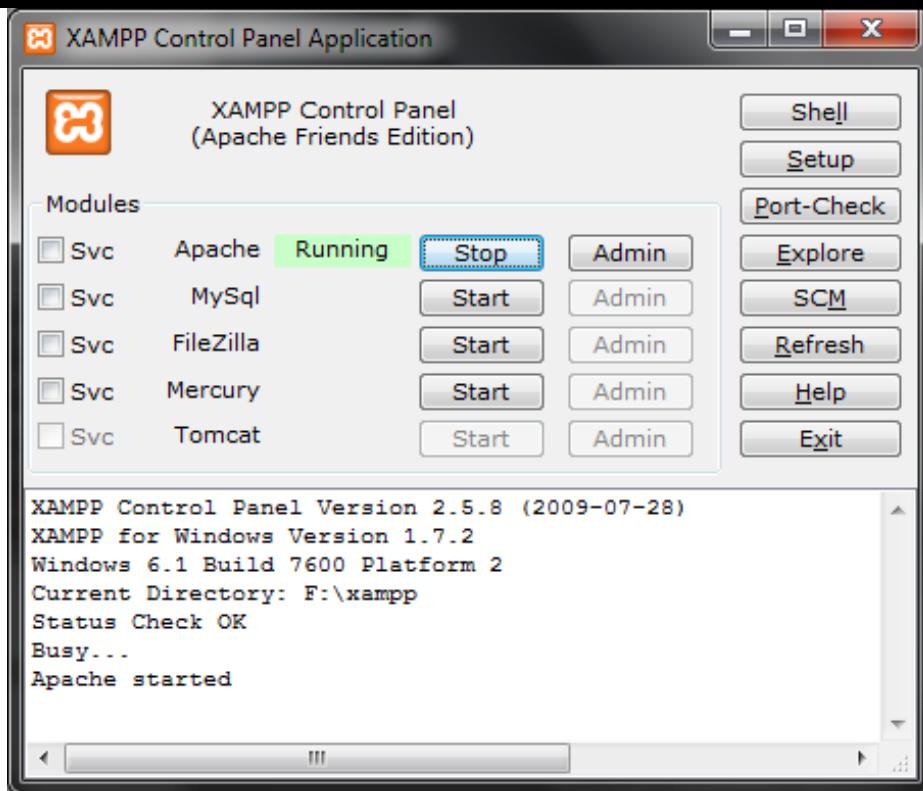 XAMPP Control Panel Application
XAMPP Control Panel
(Apache Friends Edition)
Shell
Setup
Port-Check
Explore
SCM
Refresh
Help
Exit
Modules
Svc Apache Running Stop Admin
Svc MySql Start Admin
Svc FileZilla Start Admin
Svc Mercury Start Admin
Svc Tomcat Start Admin
XAMPP Control Panel Version 2.5.8 (2009-07-28)
XAMPP for Windows Version 1.7.2
Windows 6.1 Build 7600 Platform 2
Current Directory: F:\xampp
Status Check OK
Busy...
Apache started